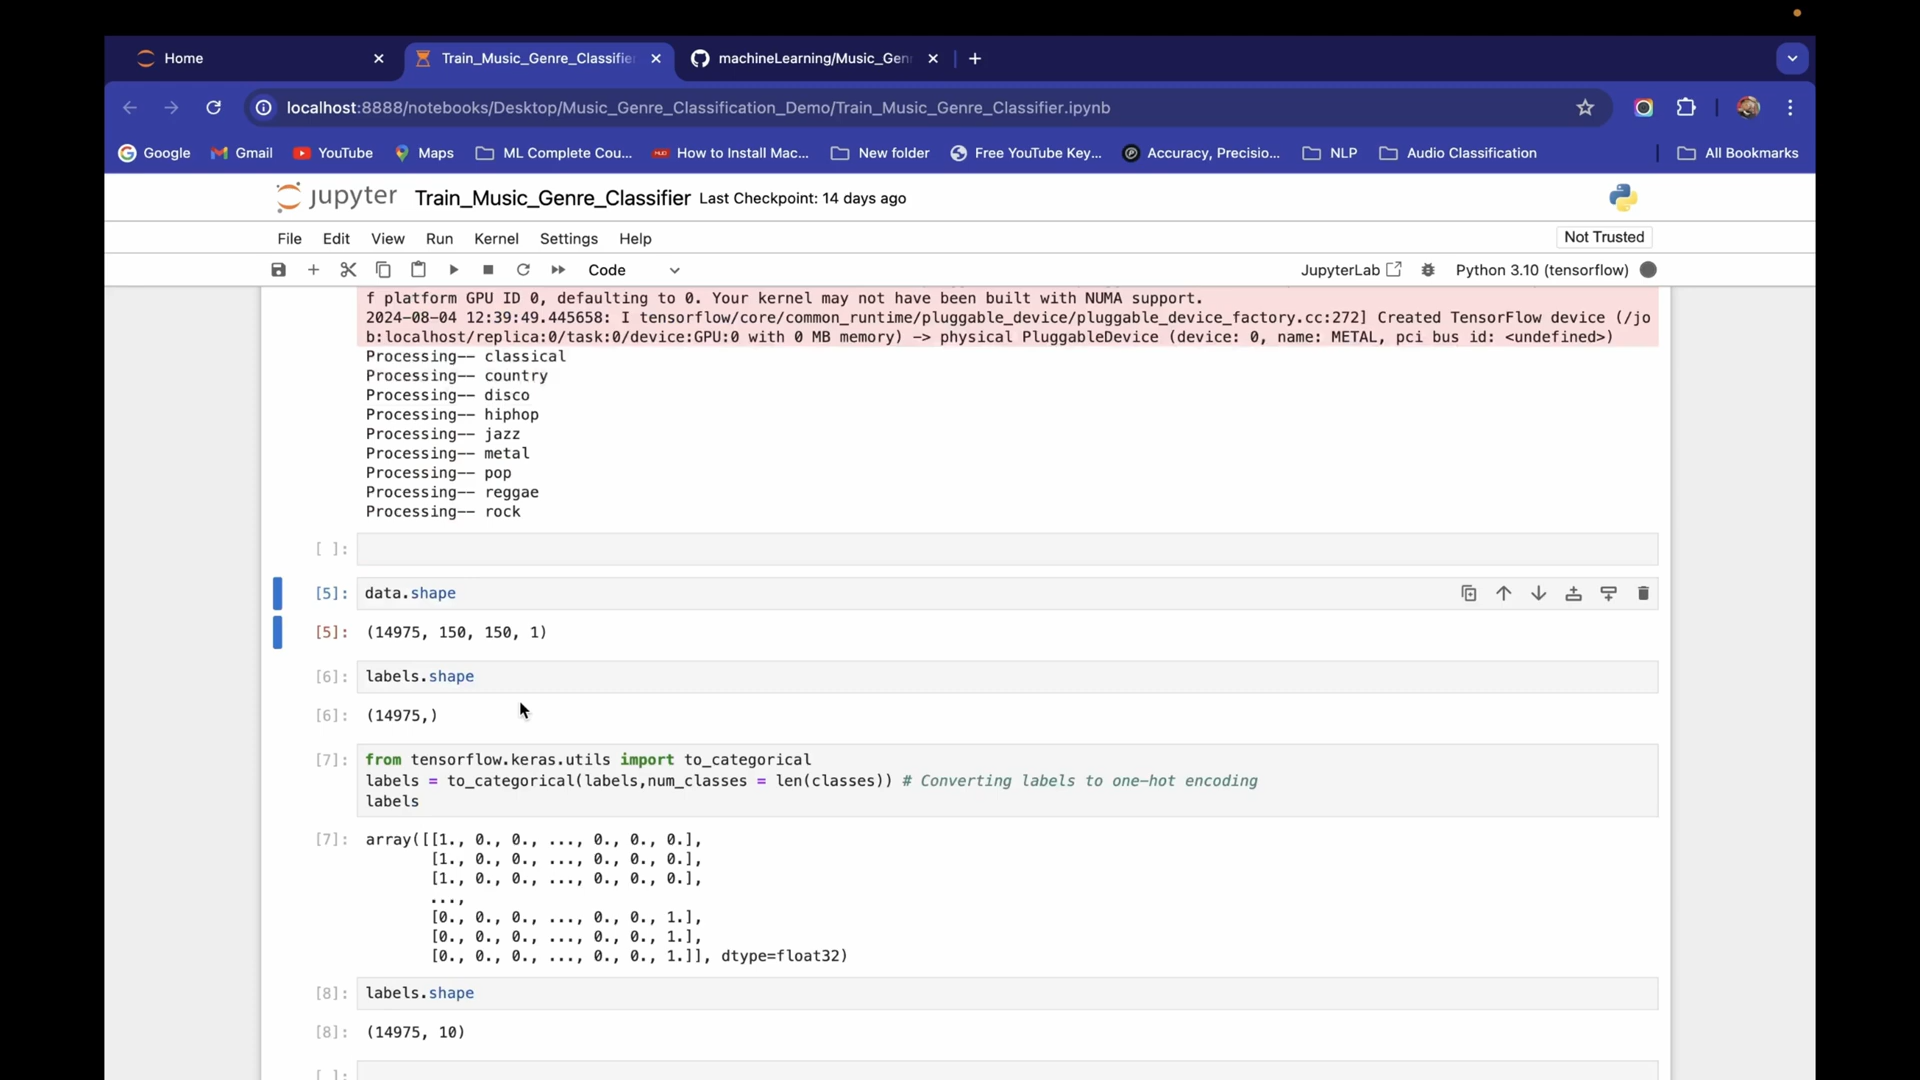 Home
Train_Music_Genre_Classifie
machineLearning/Music_Gen
localhost:8888/notebooks/Desktop/Music_Genre_Classification_Demo/Train_Music_Genre_Classifier.ipynb
Google Gmail YouTube Maps ML Complete Cou... How to Install Mac... New folder Free YouTube Key... Accuracy, Precisio... NLP Audio Classification All Bookmarks
jupyter Train_Music_Genre_Classifier Last Checkpoint: 14 days ago
File Edit View Run Kernel Settings Help Not Trusted
Code JupyterLab Python 3.10 (tensorflow)
f platform GPU ID 0, defaulting to 0. Your kernel may not have been built with NUMA support.
2024-08-04 12:39:49.445658: I tensorflow/core/common_runtime/pluggable_device/pluggable_device_factory.cc:272] Created TensorFlow device (/jo
b:localhost/replica:0/task:0/device:GPU:0 with 0 MB memory) -> physical PluggableDevice (device: 0, name: METAL, pci bus id: <undefined>)
Processing-- classical
Processing-- country
Processing-- disco
Processing-- hiphop
Processing-- jazz
Processing-- metal
Processing-- pop
Processing-- reggae
Processing-- rock
[ ]:
[5]: data.shape
[5]: (14975, 150, 150, 1)
[6]: labels.shape
[6]: (14975,)
[7]: from tensorflow.keras.utils import to_categorical
labels = to_categorical(labels,num_classes = len(classes)) # Converting labels to one-hot encoding
labels
[7]: array([[1., 0., 0., ..., 0., 0., 0.],
[1., 0., 0., ..., 0., 0., 0.],
[1., 0., 0., ..., 0., 0., 0.],
...,
[0., 0., 0., ..., 0., 0., 1.],
[0., 0., 0., ..., 0., 0., 1.],
[0., 0., 0., ..., 0., 0., 1.]], dtype=float32)
[8]: labels.shape
[8]: (14975, 10)
[ ]: